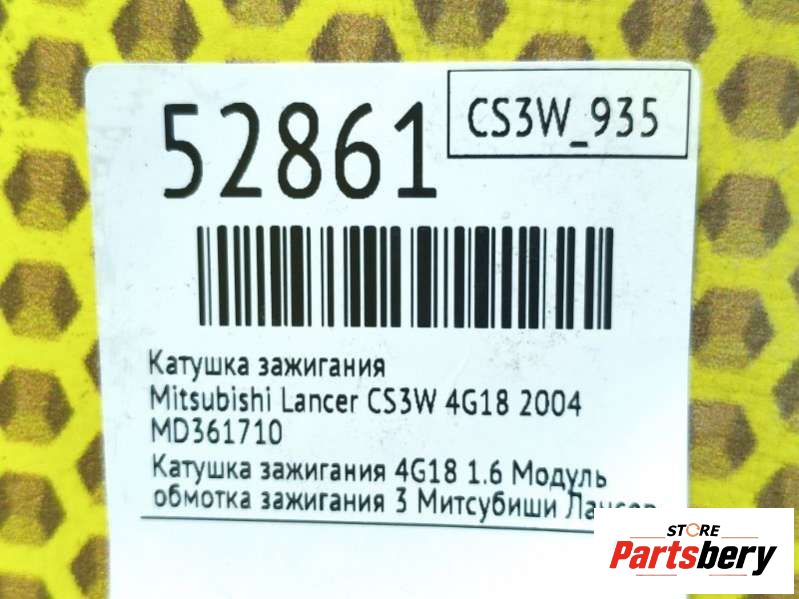 52861
CS3W_935
Катушка зажигания
Mitsubishi Lancer CS3W 4G18 2004
MD361710
Катушка зажигания 4G18 1.6 Модуль
обмотка зажигания 3 Митсубиши Лансер
STORE
Partsbery